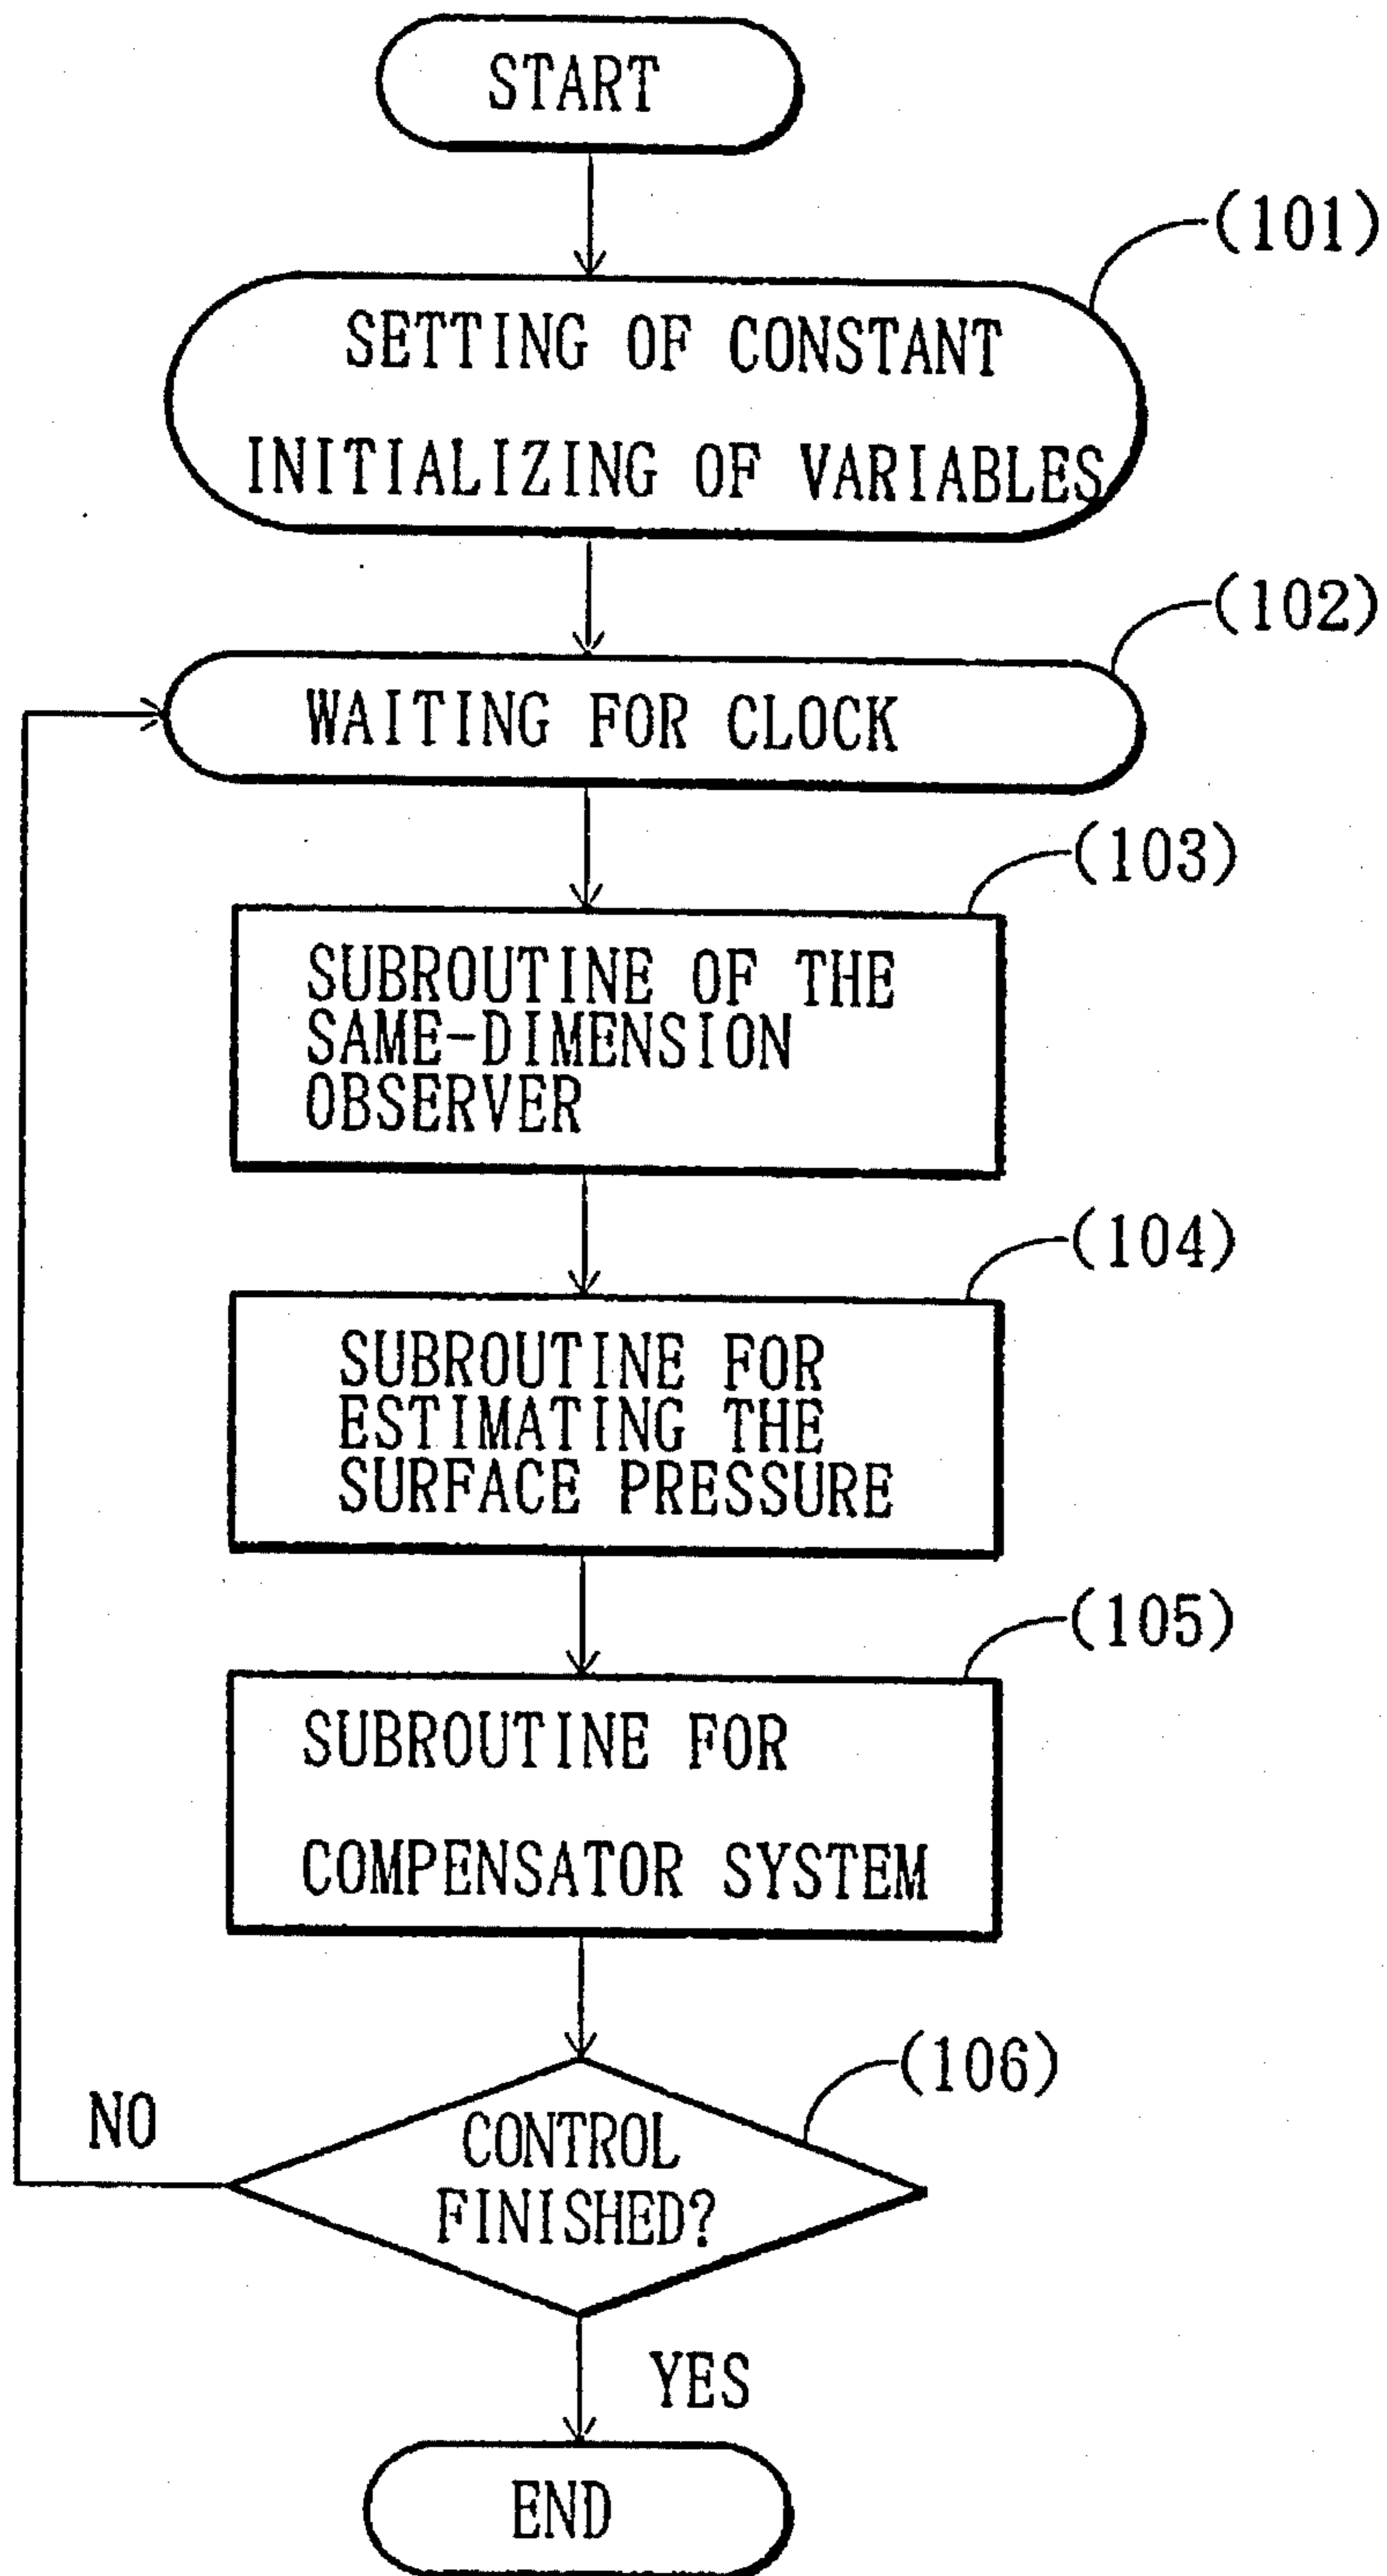 START
(101)
SETTING OF CONSTANT
INITIALIZING OF VARIABLES
(102)
WAITING FOR CLOCK
(103)
SUBROUTINE OF THE
SAME-DIMENSION
OBSERVER
(104)
SUBROUTINE FOR
ESTIMATING THE
SURFACE PRESSURE
(105)
SUBROUTINE FOR
COMPENSATOR SYSTEM
(106)
NO
CONTROL
FINISHED?
YES
END